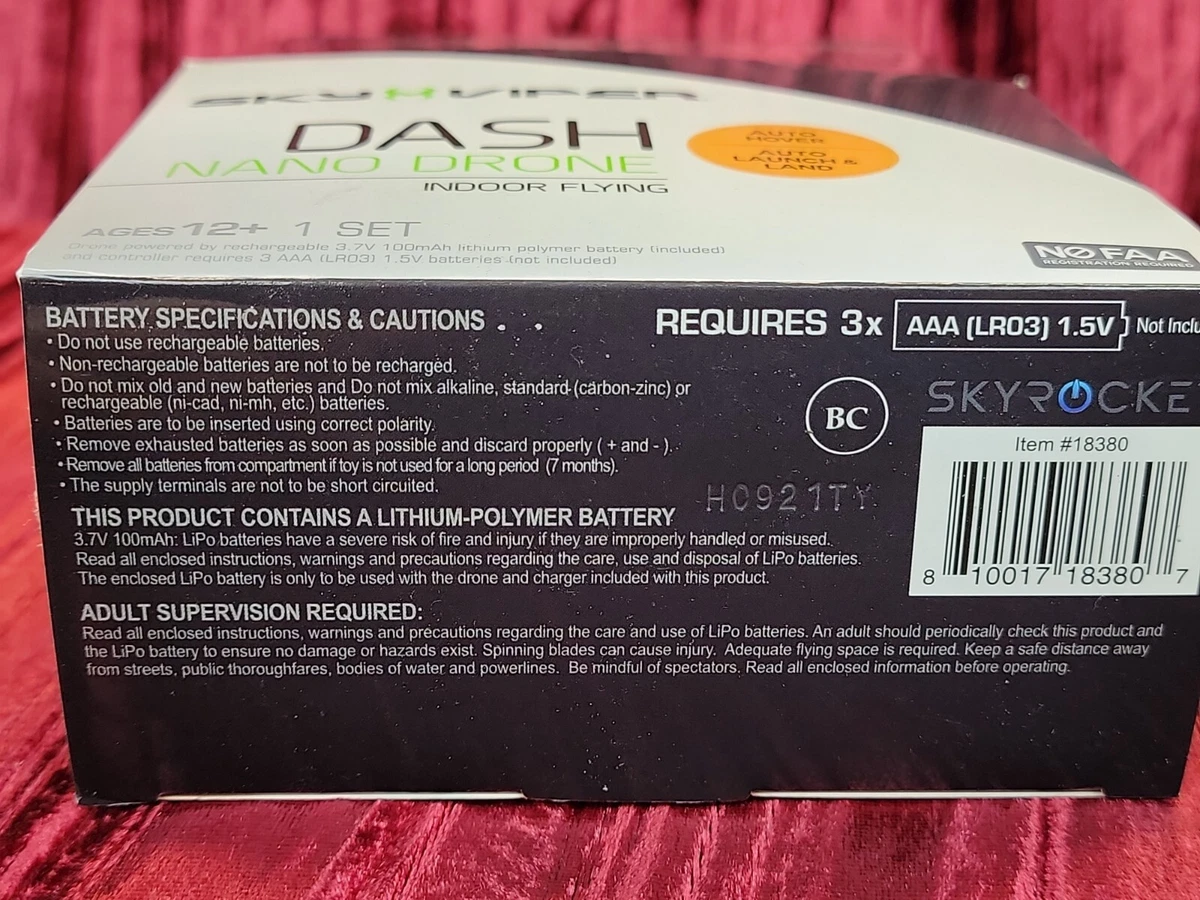 SKY VIPER
DASH
NANO DRONE
INDOOR FLYING
AUTO
HOVER
AUTO
LAUNCH &
LAND
AGES 12+ 1 SET
Drone powered by rechargeable 3.7V 100mAh lithium polymer battery (included)
and controller requires 3 AAA (LR03) 1.5V batteries (not included)
NO FAA
REGISTRATION REQUIRED
BATTERY SPECIFICATIONS & CAUTIONS
• Do not use rechargeable batteries.
• Non-rechargeable batteries are not to be recharged.
• Do not mix old and new batteries and Do not mix alkaline, standard (carbon-zinc) or
rechargeable (ni-cad, ni-mh, etc.) batteries.
• Batteries are to be inserted using correct polarity.
• Remove exhausted batteries as soon as possible and discard properly ( + and - ).
• Remove all batteries from compartment if toy is not used for a long period (7 months).
• The supply terminals are not to be short circuited.
REQUIRES 3x AAA (LR03) 1.5V Not Inclu
BC
SKYROCKE
Item #18380
8 10017 18380 7
H0921TY
THIS PRODUCT CONTAINS A LITHIUM-POLYMER BATTERY
3.7V 100mAh: LiPo batteries have a severe risk of fire and injury if they are improperly handled or misused.
Read all enclosed instructions, warnings and precautions regarding the care, use and disposal of LiPo batteries.
The enclosed LiPo battery is only to be used with the drone and charger included with this product.
ADULT SUPERVISION REQUIRED:
Read all enclosed instructions, warnings and precautions regarding the care and use of LiPo batteries. An adult should periodically check this product and
the LiPo battery to ensure no damage or hazards exist. Spinning blades can cause injury. Adequate flying space is required. Keep a safe distance away
from streets, public thoroughfares, bodies of water and powerlines. Be mindful of spectators. Read all enclosed information before operating.